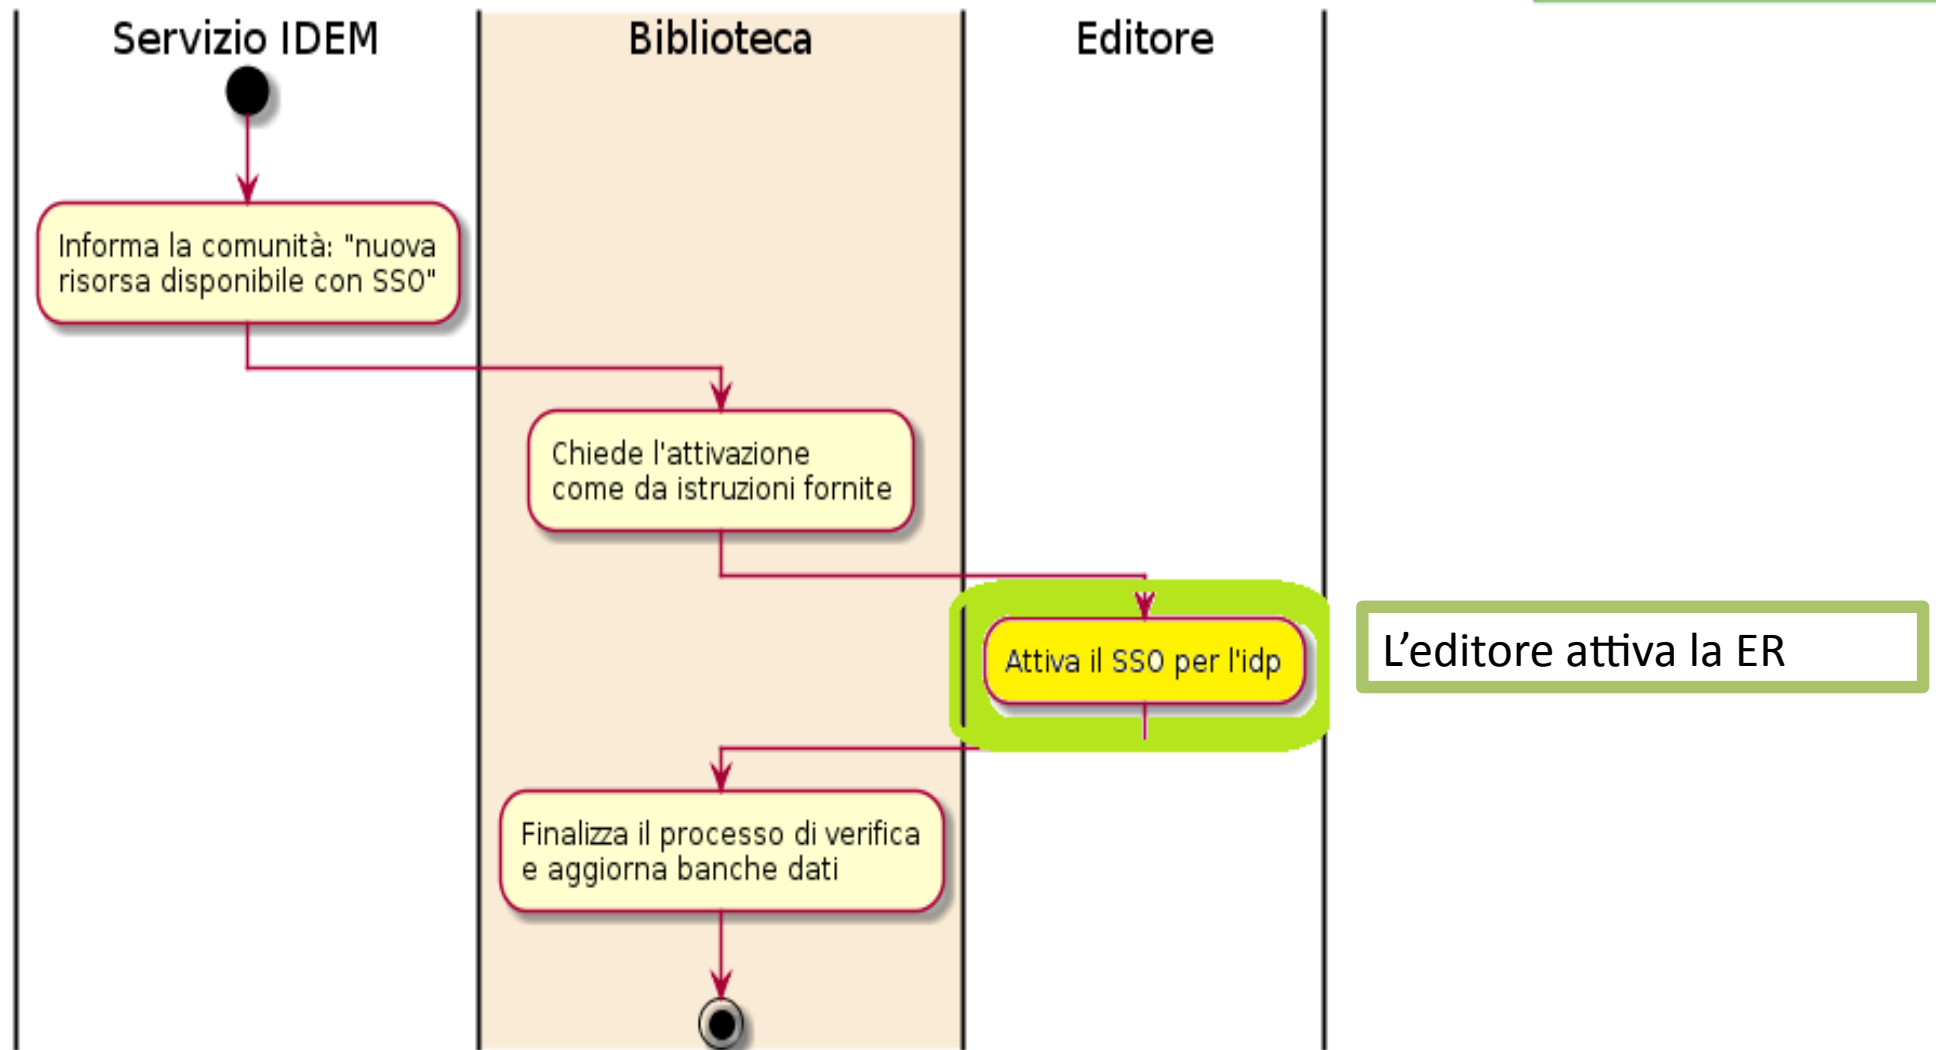 Servizio IDEM
Biblioteca
Editore
Informa la comunità: "nuova
risorsa disponibile con SSO"
Chiede l'attivazione
come da istruzioni fornite
Attiva il SSO per l'idp
L’editore attiva la ER
Finalizza il processo di verifica
e aggiorna banche dati